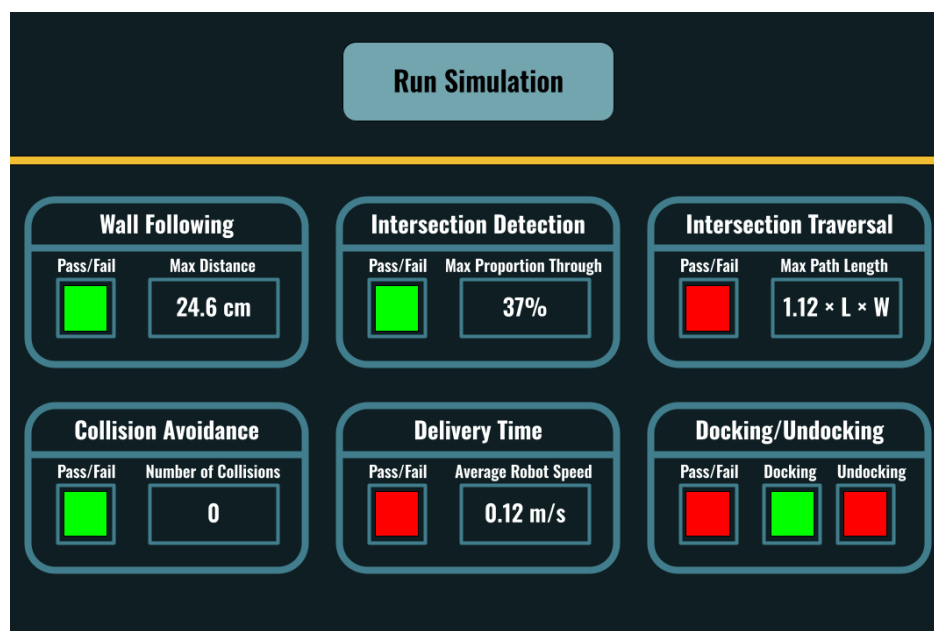 Run Simulation
Wall Following
Pass/Fail Max Distance
24.6 cm
Intersection Detection
Pass/Fail Max Proportion Through
37%
Intersection Traversal
Pass/Fail Max Path Length
1.12 × L × W
Collision Avoidance
Pass/Fail Number of Collisions
0
Delivery Time
Pass/Fail Average Robot Speed
0.12 m/s
Docking/Undocking
Pass/Fail Docking Undocking